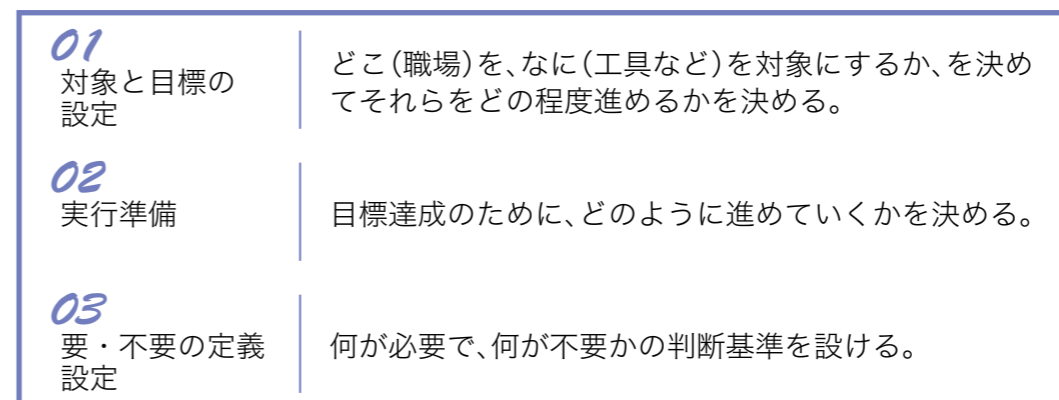 01
対象と目標の
設定
どこ（職場）を、なに（工具など）を対象にするか、を決め
てそれらをどの程度進めるかを決める。
02
実行準備
目標達成のために、どのように進めていくかを決める。
03
要・不要の定義
設定
何が必要で、何が不要かの判断基準を設ける。